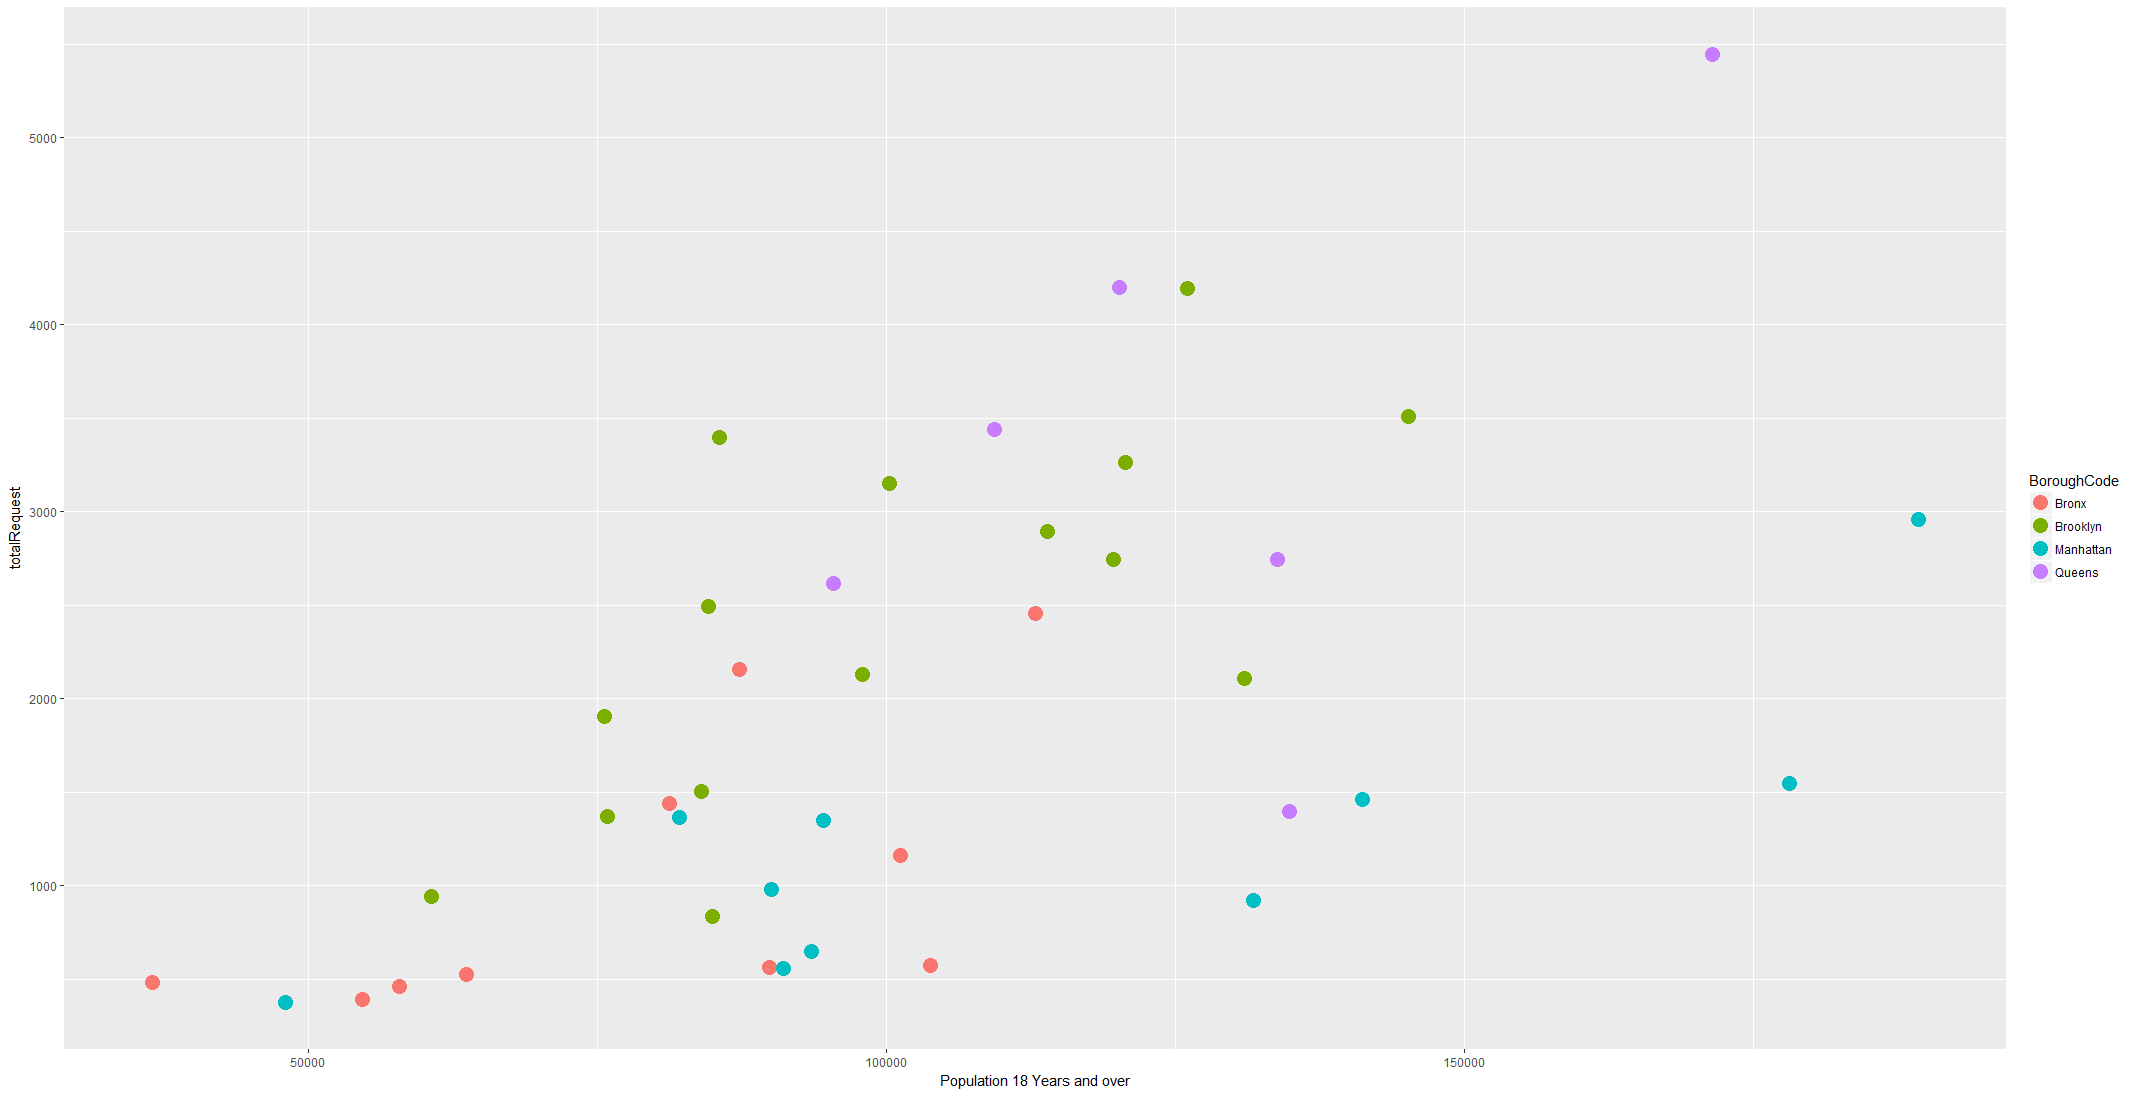 totalRequest
5000
4000
3000
2000
1000
50000
100000
150000
Population 18 Years and over
BoroughCode
Bronx
Brooklyn
Manhattan
Queens